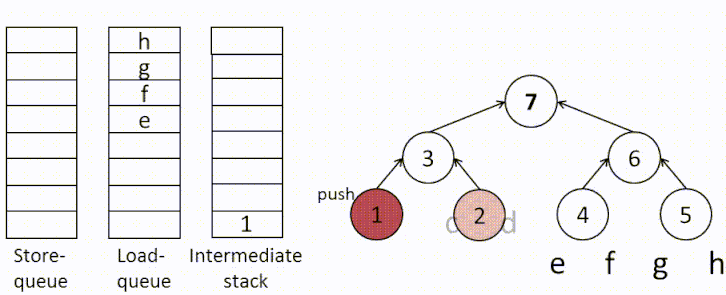 h
g
f
e
1
Store-
queue
Load-
queue
Intermediate
stack
7
3
6
push
1
c 2 d
4
5
e f g h